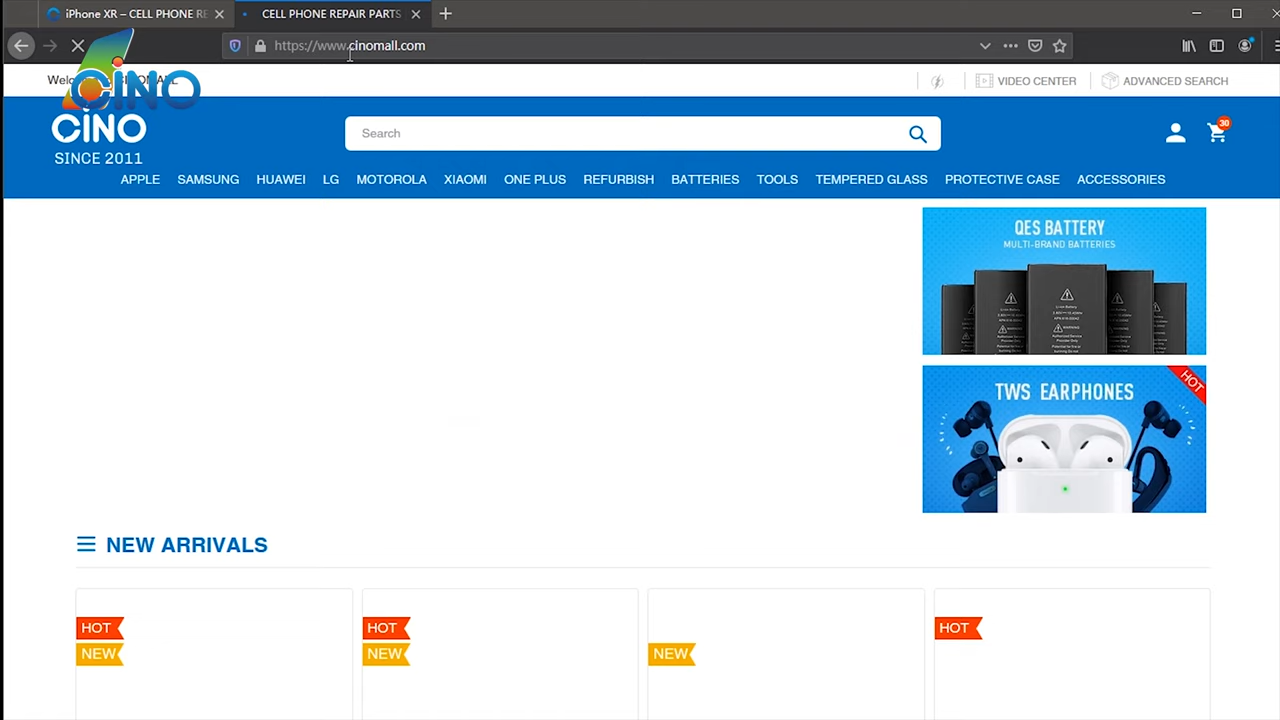 iPhone XR – CELL PHONE RE
CELL PHONE REPAIR PARTS
https://www.cinomall.com
VIDEO CENTER
ADVANCED SEARCH
CINO
CINO
SINCE 2011
Search
30
APPLE SAMSUNG HUAWEI LG MOTOROLA XIAOMI ONE PLUS REFURBISH BATTERIES TOOLS TEMPERED GLASS PROTECTIVE CASE ACCESSORIES
QES BATTERY
MULTI-BRAND BATTERIES
HOT
TWS EARPHONES
NEW ARRIVALS
HOT
NEW
HOT
NEW
NEW
HOT